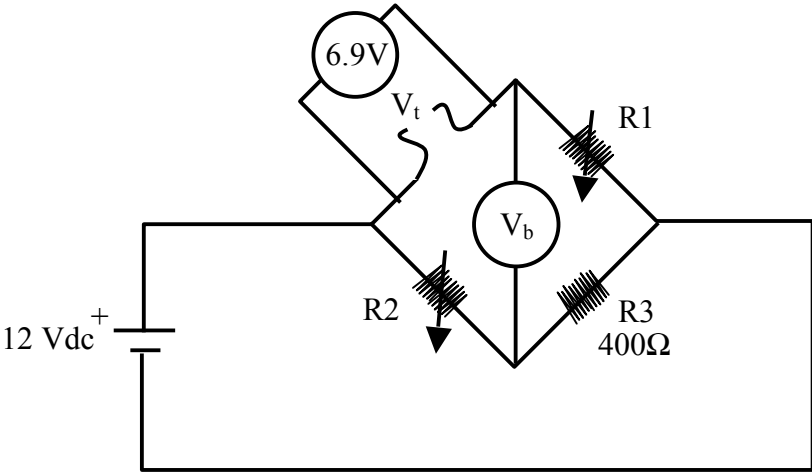 6.9V
Vt
R1
Vb
R2
R3
400Ω
+
12 Vdc